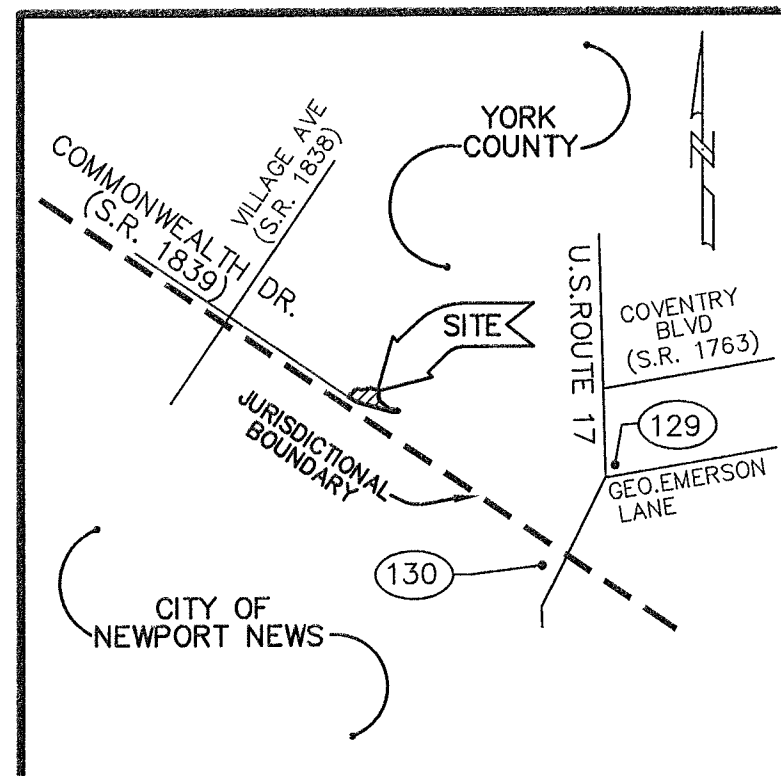 YORK
COUNTY
N
VILLAGE AVE
(S.R. 1838)
COMMONWEALTH DR.
(S.R. 1839)
SITE
U.S.ROUTE 17
COVENTRY
BLVD
(S.R. 1763)
JURISDICTIONAL
BOUNDARY
129
GEO.EMERSON
LANE
130
CITY OF
NEWPORT NEWS